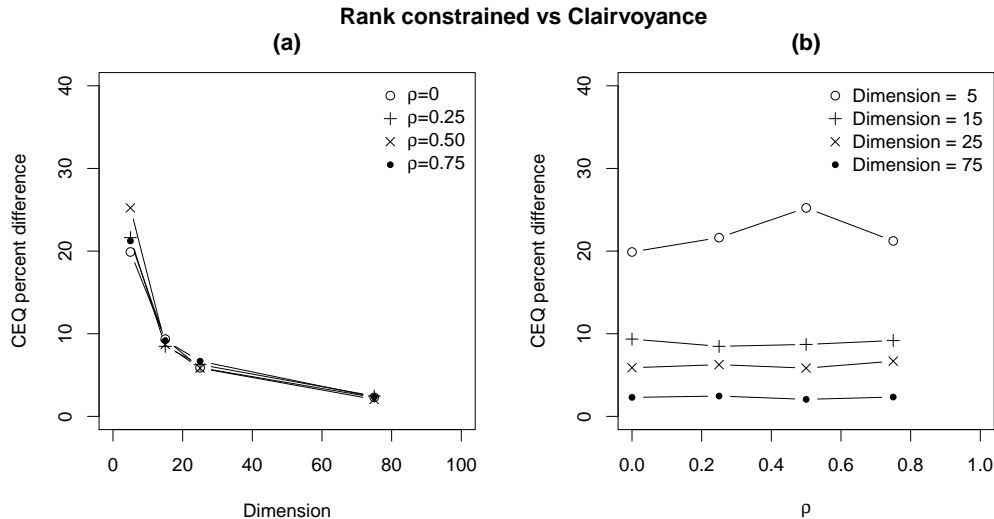 Rank constrained vs Clairvoyance
(a)
CEQ percent difference
40
30
20
10
0
ρ=0
ρ=0.25
ρ=0.50
ρ=0.75
0 20 40 60 80 100
Dimension
(b)
CEQ percent difference
40
30
20
10
0
Dimension = 5
Dimension = 15
Dimension = 25
Dimension = 75
0.0 0.2 0.4 0.6 0.8 1.0
ρ